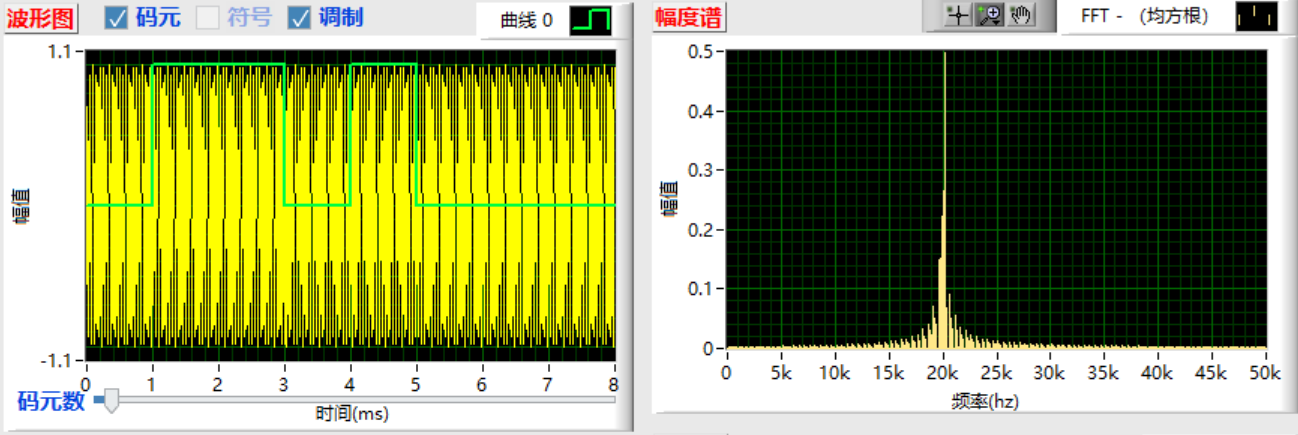 波形图 码元 符号 调制 曲线 0
1.1
幅值
-1.1
0 1 2 3 4 5 6 7 8
码元数
时间(ms)
幅度谱 FFT - (均方根)
0.5
0.4
0.3
幅值
0.2
0.1
0
0 5k 10k 15k 20k 25k 30k 35k 40k 45k 50k
频率(hz)